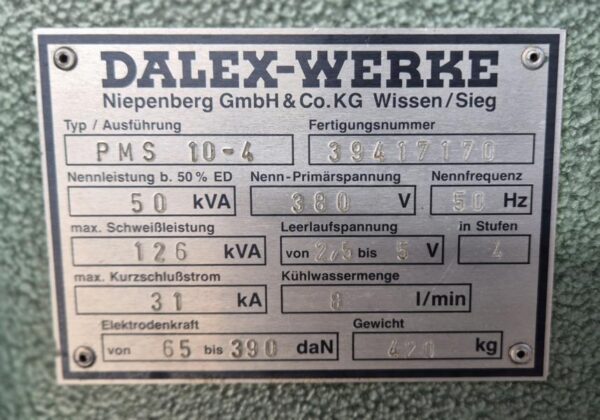 DALEX-WERKE
Niepenberg GmbH & Co. KG Wissen/Sieg
Typ / Ausführung Fertigungsnummer
PMS 10-4 39417170
Nennleistung b. 50% ED Nenn-Primärspannung Nennfrequenz
50 kVA 380 V 50 Hz
max. Schweißleistung Leerlaufspannung in Stufen
126 kVA von 2,5 bis 5 V 4
max. Kurzschlußstrom Kühlwassermenge
31 kA 8 l/min
Elektrodenkraft Gewicht
von 65 bis 390 daN 420 kg